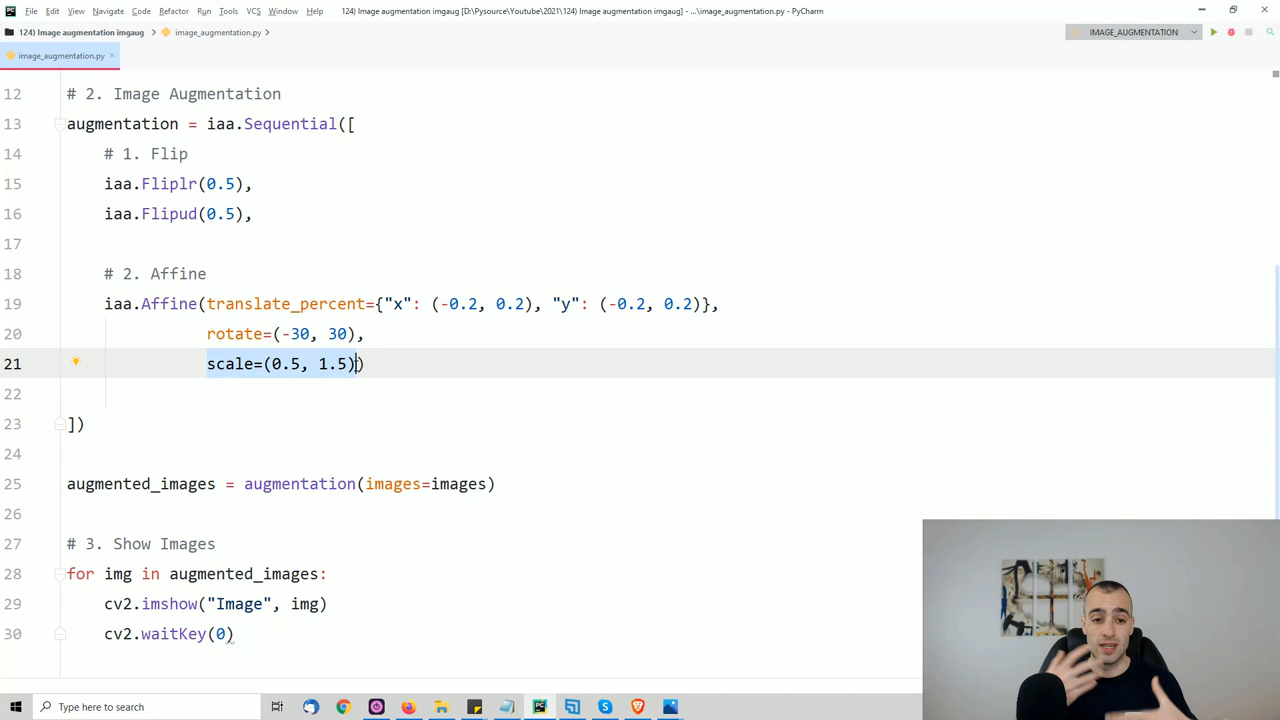 PC File Edit View Navigate Code Refactor Run Tools VCS Window Help 124) Image augmentation imgaug [D:\Pysource\Youtube\2021\124) Image augmentation imgaug] - ...\image_augmentation.py - PyCharm
124) Image augmentation imgaug image_augmentation.py IMAGE_AUGMENTATION
image_augmentation.py
12 # 2. Image Augmentation
13 augmentation = iaa.Sequential([
14 # 1. Flip
15 iaa.Fliplr(0.5),
16 iaa.Flipud(0.5),
17
18 # 2. Affine
19 iaa.Affine(translate_percent={"x": (-0.2, 0.2), "y": (-0.2, 0.2)},
20 rotate=(-30, 30),
21 scale=(0.5, 1.5))
22
23 ])
24
25 augmented_images = augmentation(images=images)
26
27 # 3. Show Images
28 for img in augmented_images:
29 cv2.imshow("Image", img)
30 cv2.waitKey(0)
Type here to search